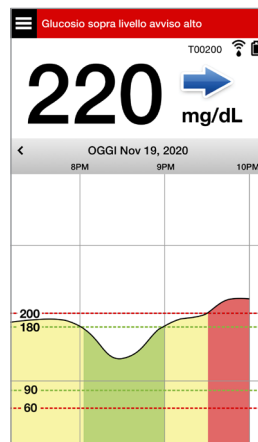 Glucosio sopra livello avviso alto
T00200
220
mg/dL
< OGGI Nov 19, 2020
8PM 9PM 10PM
200
180
90
60